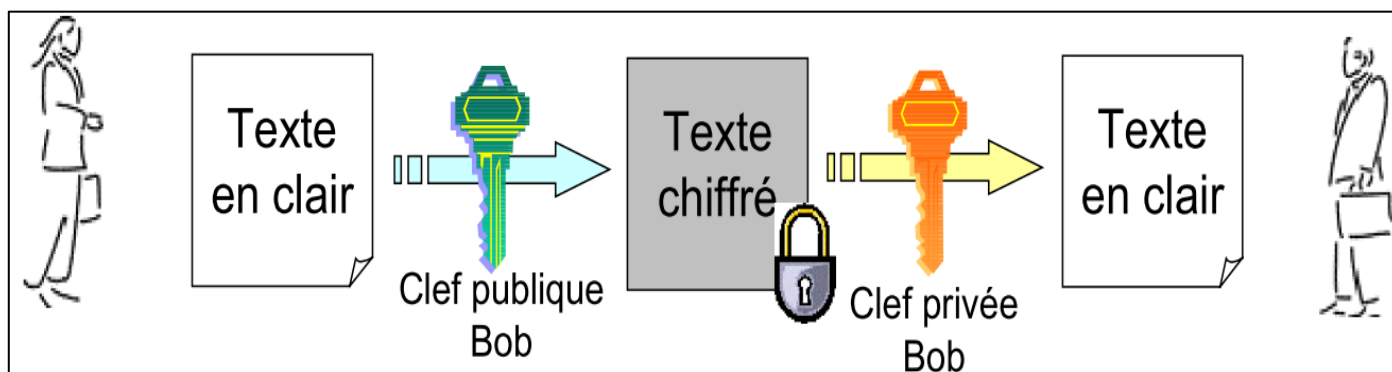 Texte
en clair
Clef publique
Bob
Texte
chiffré
Clef privée
Bob
Texte
en clair